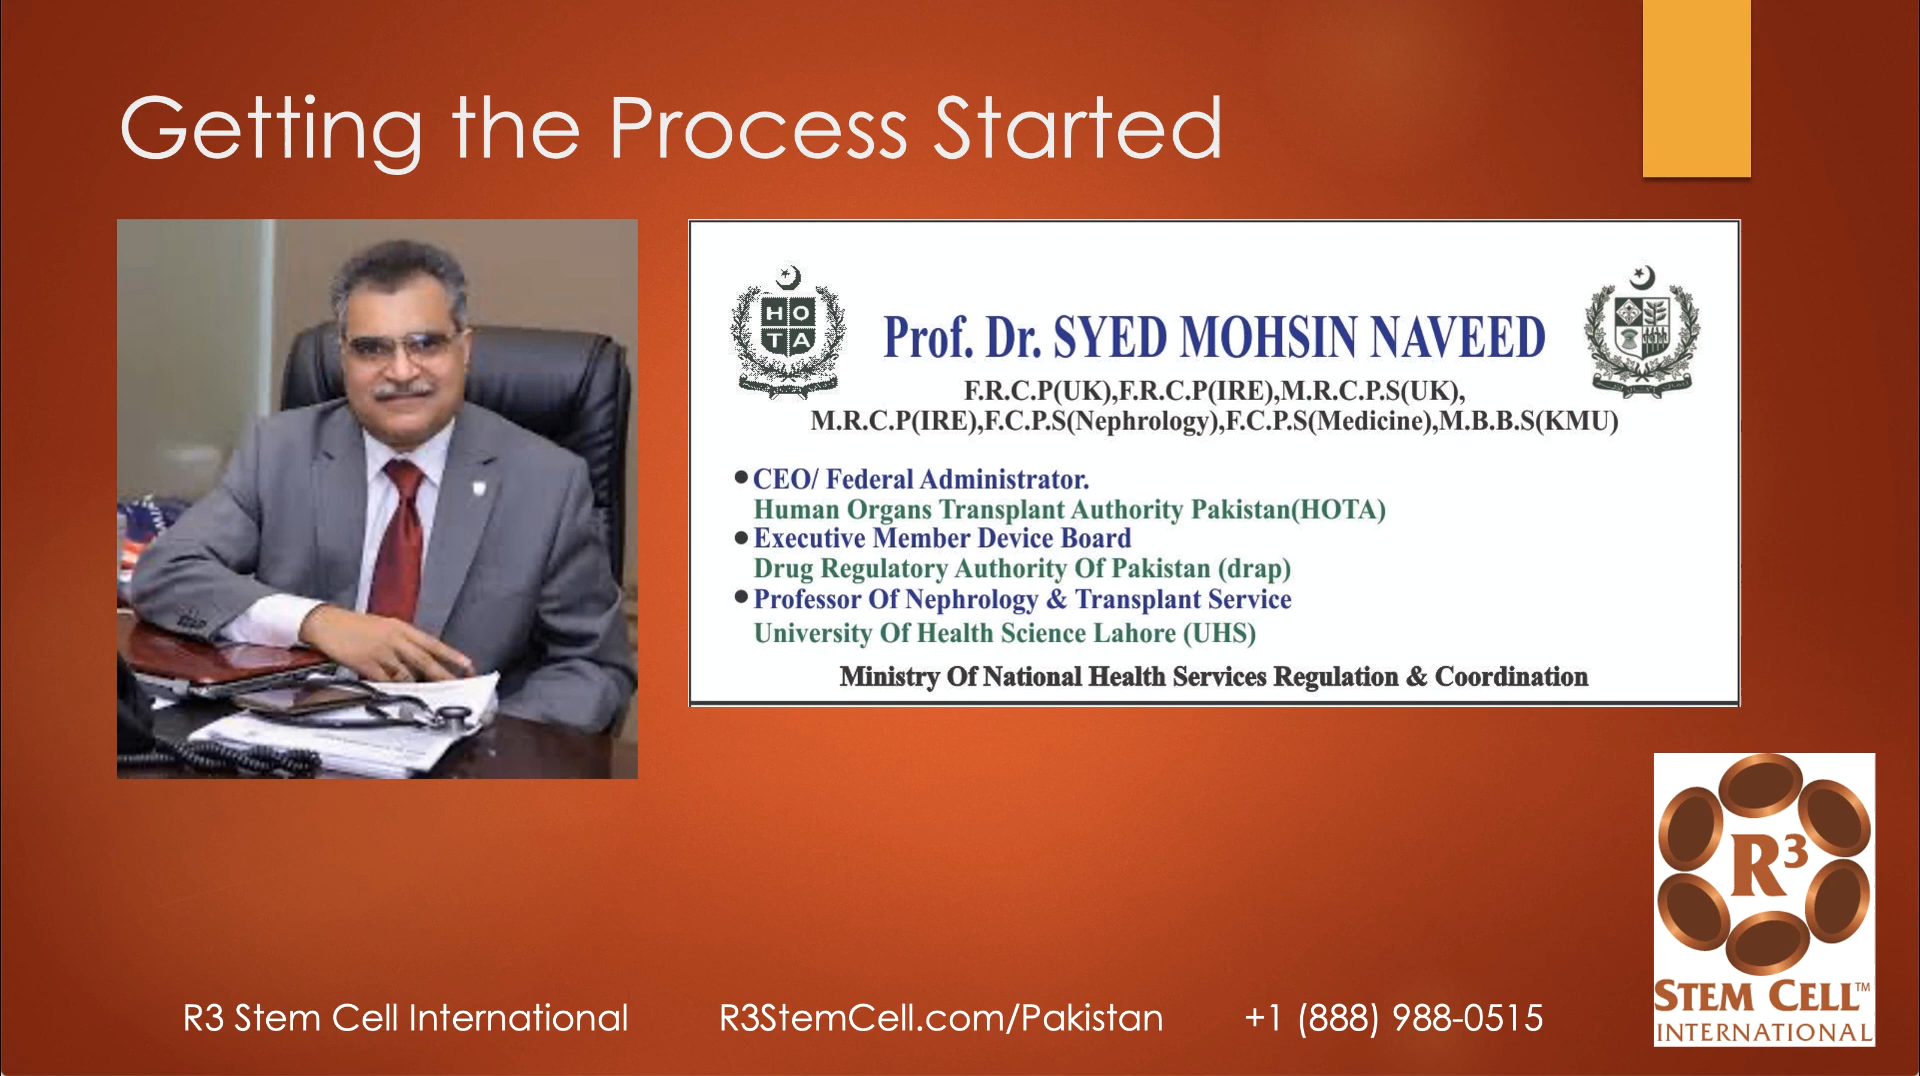 Getting the Process Started
H O
T A
Prof. Dr. SYED MOHSIN NAVEED
F.R.C.P(UK),F.R.C.P(IRE),M.R.C.P.S(UK),
M.R.C.P(IRE),F.C.P.S(Nephrology),F.C.P.S(Medicine),M.B.B.S(KMU)
•CEO/ Federal Administrator.
Human Organs Transplant Authority Pakistan(HOTA)
•Executive Member Device Board
Drug Regulatory Authority Of Pakistan (drap)
•Professor Of Nephrology & Transplant Service
University Of Health Science Lahore (UHS)
Ministry Of National Health Services Regulation & Coordination
R3
STEM CELL™
INTERNATIONAL
R3 Stem Cell International R3StemCell.com/Pakistan +1 (888) 988-0515